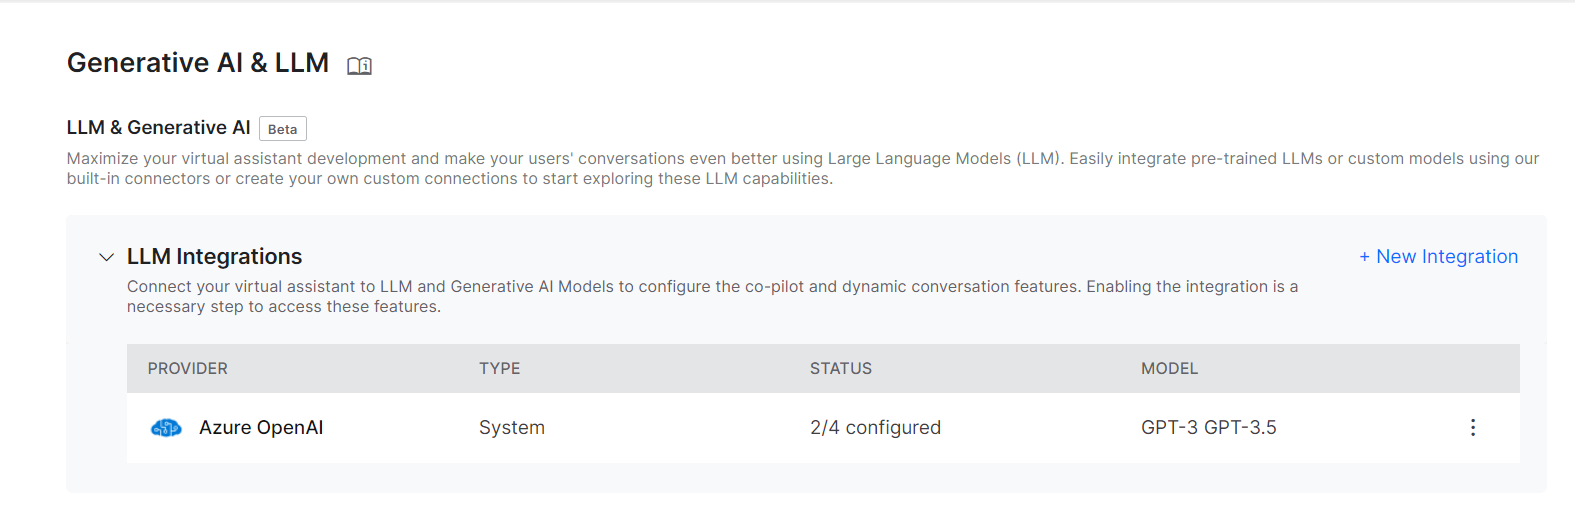 Generative AI & LLM
LLM & Generative AI Beta
Maximize your virtual assistant development and make your users' conversations even better using Large Language Models (LLM). Easily integrate pre-trained LLMs or custom models using our
built-in connectors or create your own custom connections to start exploring these LLM capabilities.
LLM Integrations + New Integration
Connect your virtual assistant to LLM and Generative AI Models to configure the co-pilot and dynamic conversation features. Enabling the integration is a
necessary step to access these features.
PROVIDER TYPE STATUS MODEL
Azure OpenAI System 2/4 configured GPT-3 GPT-3.5